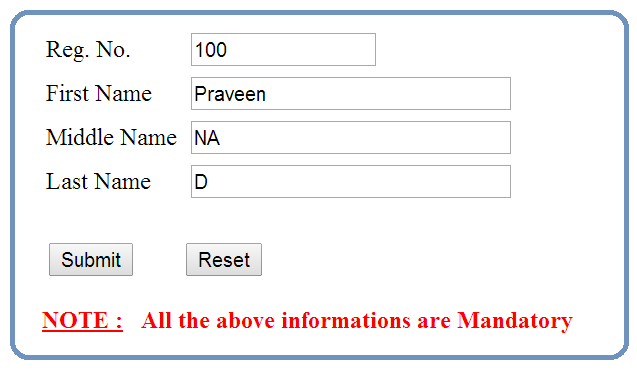 Reg. No. 100
First Name Praveen
Middle Name NA
Last Name D
Submit Reset
NOTE : All the above informations are Mandatory